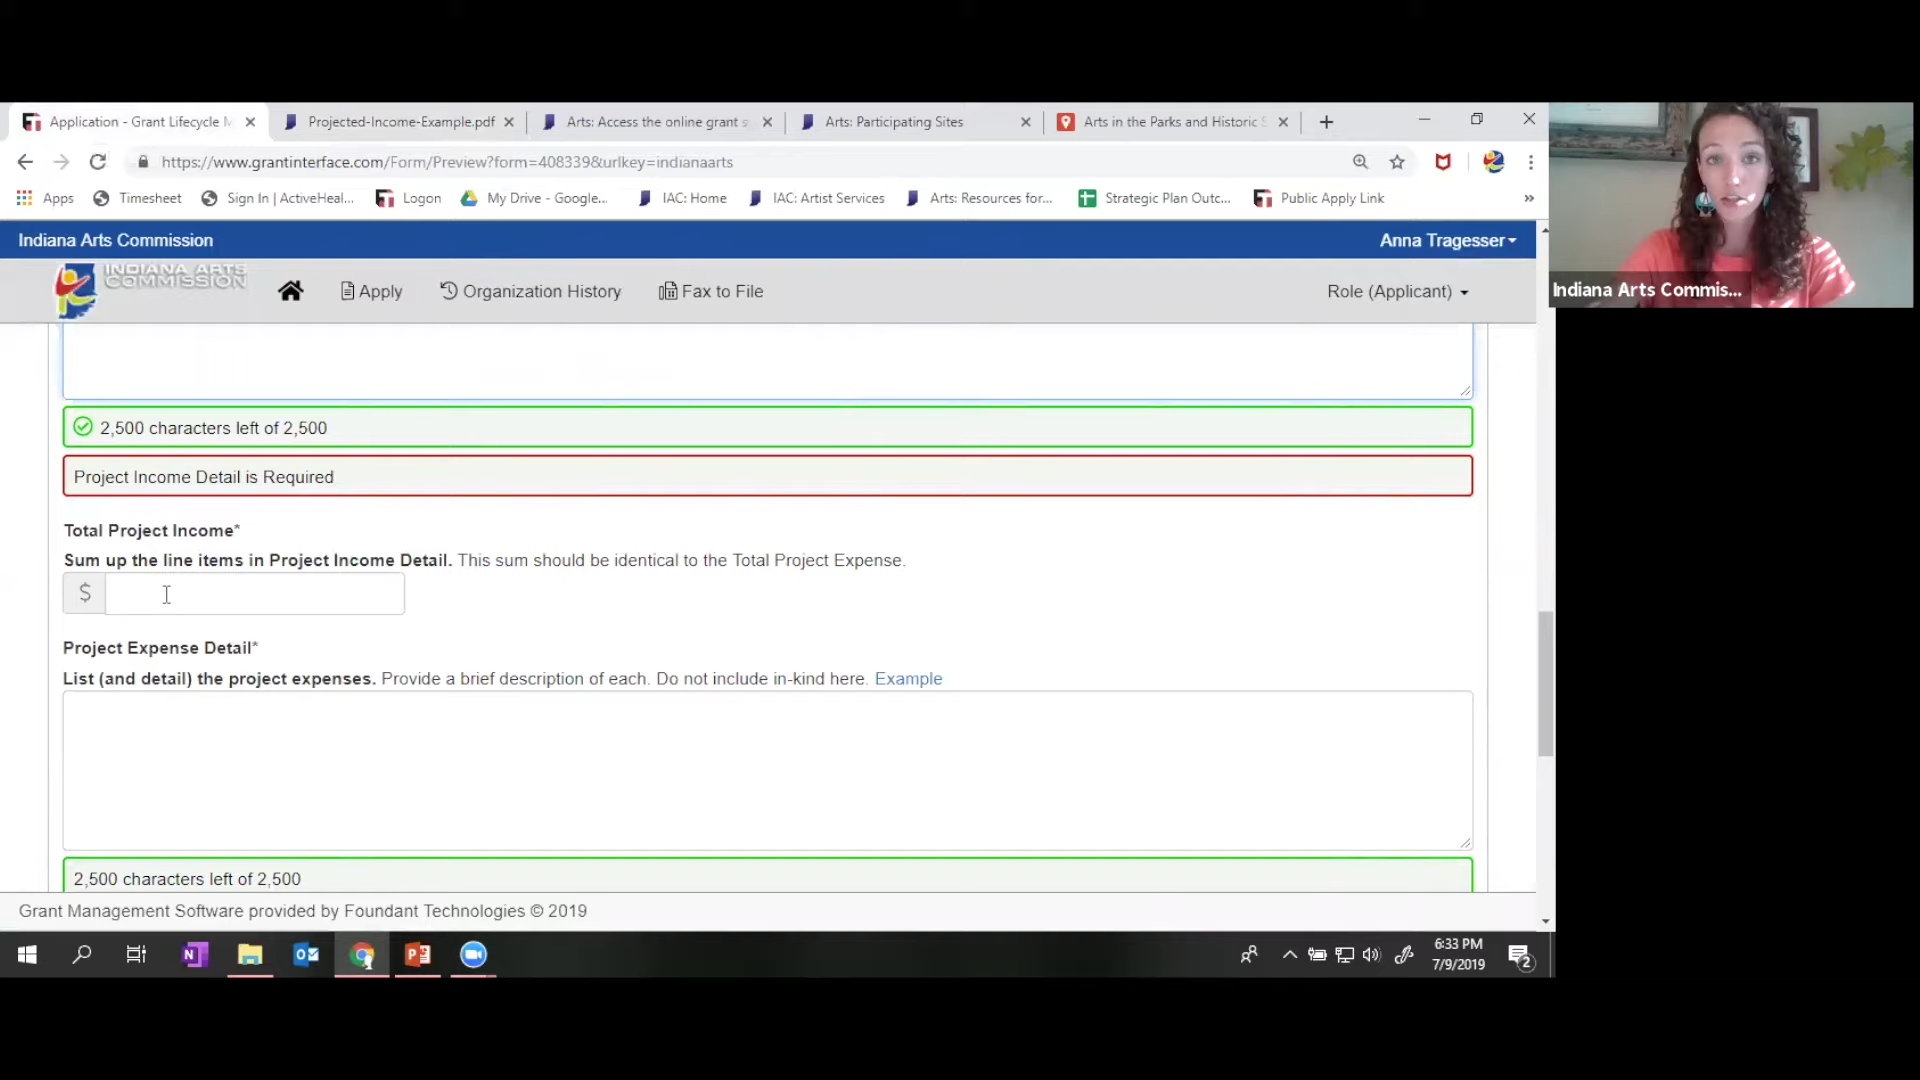 Application - Grant Lifecycle M
Projected-Income-Example.pdf
Arts: Access the online grant s
Arts: Participating Sites
Arts in the Parks and Historic S
https://www.grantinterface.com/Form/Preview?form=408339&urlkey=indianaarts
Apps
Timesheet
Sign In | ActiveHeal...
Logon
My Drive - Google...
IAC: Home
IAC: Artist Services
Arts: Resources for...
Strategic Plan Outc...
Public Apply Link
»
Indiana Arts Commission
Anna Tragesser
INDIANA ARTS
COMMISSION
Apply
Organization History
Fax to File
Role (Applicant)
Indiana Arts Commis...
2,500 characters left of 2,500
Project Income Detail is Required
Total Project Income*
Sum up the line items in Project Income Detail. This sum should be identical to the Total Project Expense.
$
Project Expense Detail*
List (and detail) the project expenses. Provide a brief description of each. Do not include in-kind here. Example
2,500 characters left of 2,500
Grant Management Software provided by Foundant Technologies © 2019
6:33 PM
7/9/2019
2